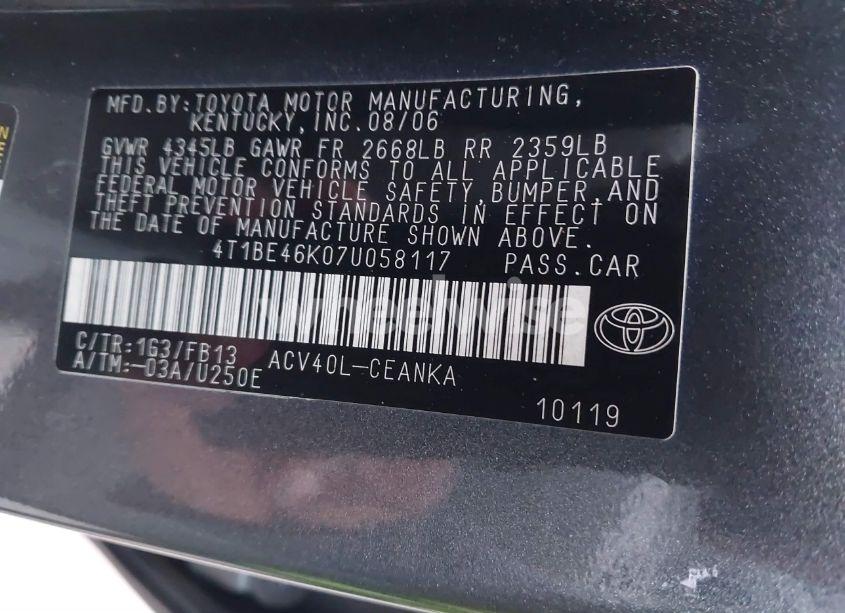 MFD.BY:TOYOTA MOTOR MANUFACTURING,
KENTUCKY,INC.08/06
GVWR 4345LB GAWR FR 2668LB RR 2359LB
THIS VEHICLE CONFORMS TO ALL APPLICABLE
FEDERAL MOTOR VEHICLE SAFETY,BUMPER,AND
THEFT PREVENTION STANDARDS IN EFFECT ON
THE DATE OF MANUFACTURE SHOWN ABOVE.
4T1BE46K07U058117 PASS.CAR
wheelwise
C/TR:1G3/FB13
A/TM:-03A/U250E
ACV40L-CEANKA
10119